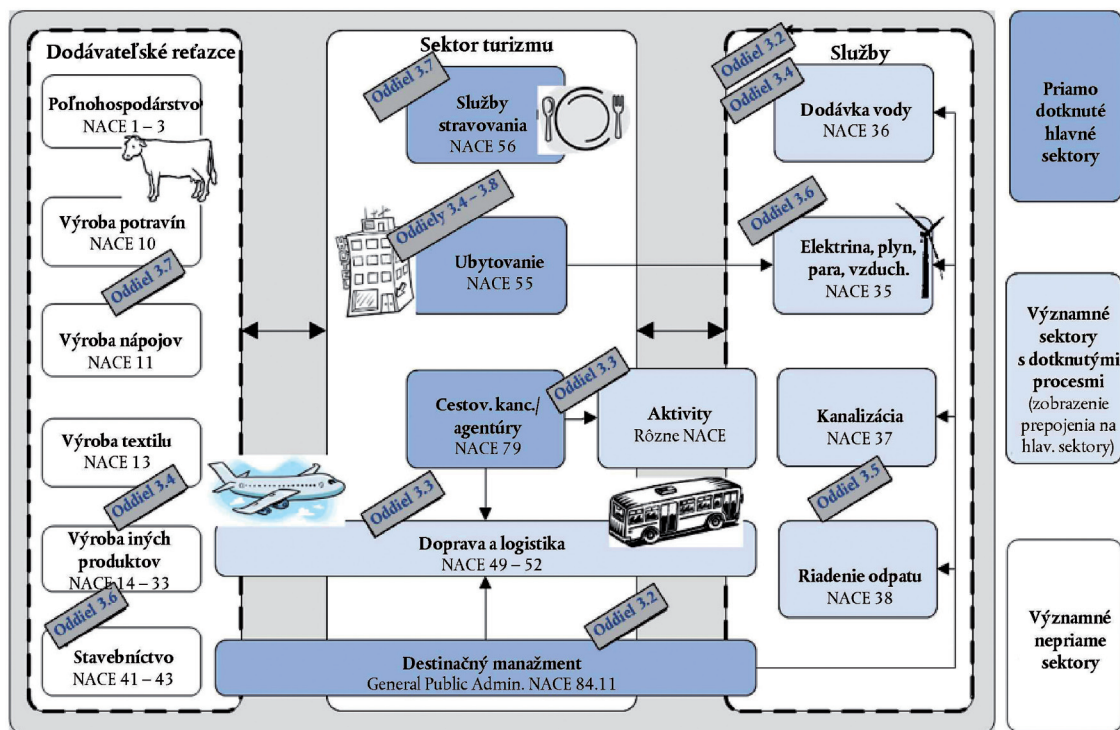 Dodávateľské reťazce
Poľnohospodárstvo
NACE 1 – 3
Výroba potravín
NACE 10
Oddiel 3.7
Výroba nápojov
NACE 11
Výroba textilu
NACE 13
Oddiel 3.4
Výroba iných
produktov
NACE 14 – 33
Oddiel 3.6
Stavebníctvo
NACE 41 – 43
Sektor turizmu
Oddiel 3.7
Služby
stravovania
NACE 56
Oddiely 3.4 – 3.8
Ubytovanie
NACE 55
Oddiel 3.3
Cestov. kanc./
agentúry
NACE 79
Aktivity
Rôzne NACE
Oddiel 3.3
Doprava a logistika
NACE 49 – 52
Oddiel 3.2
Destinačný manažment
General Public Admin. NACE 84.11
Služby
Oddiel 3.2
Oddiel 3.4
Dodávka vody
NACE 36
Oddiel 3.6
Elektrina, plyn,
para, vzduch.
NACE 35
Kanalizácia
NACE 37
Oddiel 3.5
Riadenie odpatu
NACE 38
Priamo
dotknuté
hlavné
sektory
Významné
sektory
s dotknutými
procesmi
(zobrazenie
prepojenia na
hlav. sektory)
Významné
nepriame
sektory